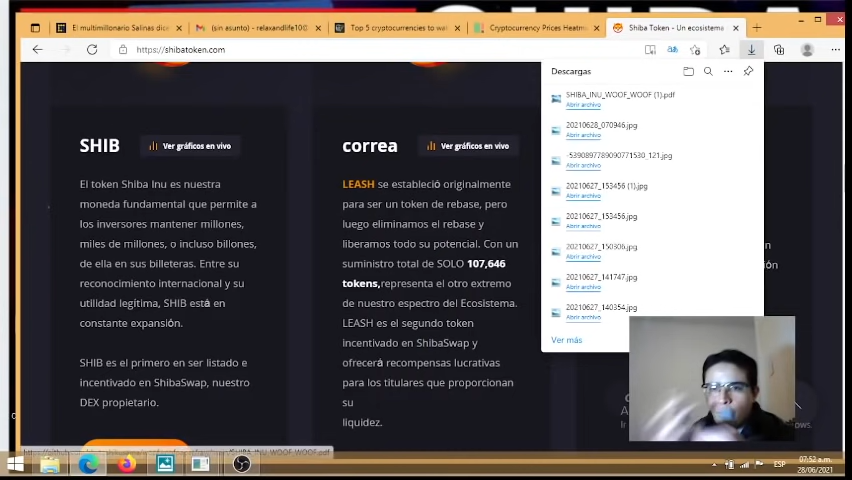 El multimillonario Salinas dice
(sin asunto) - relaxandlife10
Top 5 cryptocurrencies to wa
Cryptocurrency Prices Heatm
Shiba Token - Un ecosistema
https://shibatoken.com
Descargas
SHIBA_INU_WOOF_WOOF (1).pdf
Abrir archivo
20210628_070946.jpg
Abrir archivo
-5390897789090771530_121.jpg
Abrir archivo
20210627_153456 (1).jpg
Abrir archivo
20210627_153456.jpg
Abrir archivo
20210627_150306.jpg
Abrir archivo
20210627_141747.jpg
Abrir archivo
20210627_140354.jpg
Abrir archivo
Ver más
SHIB
Ver gráficos en vivo
El token Shiba Inu es nuestra
moneda fundamental que permite a
los inversores mantener millones,
miles de millones, o incluso billones,
de ella en sus billeteras. Entre su
reconocimiento internacional y su
utilidad legítima, SHIB está en
constante expansión.
SHIB es el primero en ser listado e
incentivado en ShibaSwap, nuestro
DEX propietario.
correa
Ver gráficos en vivo
LEASH se estableció originalmente
para ser un token de rebase, pero
luego eliminamos el rebase y
liberamos todo su potencial. Con un
suministro total de SOLO 107,646
tokens,representa el otro extremo
de nuestro espectro del Ecosistema.
LEASH es el segundo token
incentivado en ShibaSwap y
ofrecerá recompensas lucrativas
para los titulares que proporcionan
su
liquidez.
ESP
07:52 a.m.
28/06/2021